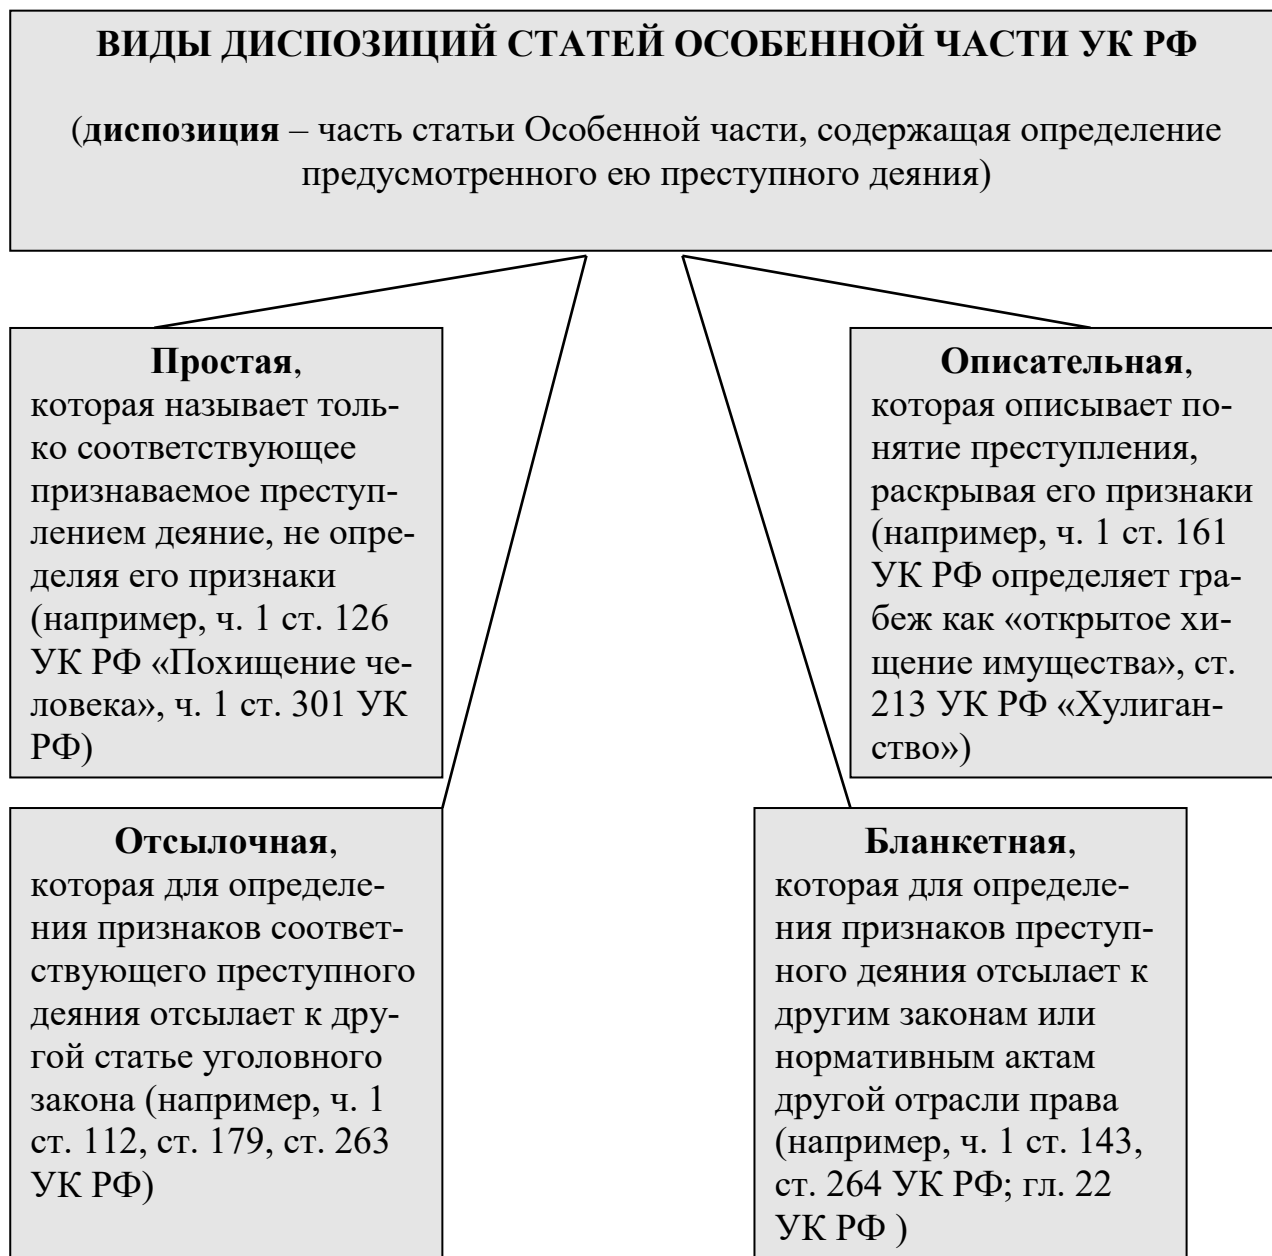 ВИДЫ ДИСПОЗИЦИЙ СТАТЕЙ ОСОБЕННОЙ ЧАСТИ УК РФ
(диспозиция – часть статьи Особенной части, содержащая определение
предусмотренного ею преступного деяния)
Простая,
которая называет толь-
ко соответствующее
признаваемое преступ-
лением деяние, не опре-
деляя его признаки
(например, ч. 1 ст. 126
УК РФ «Похищение че-
ловека», ч. 1 ст. 301 УК
РФ)
Описательная,
которая описывает по-
нятие преступления,
раскрывая его признаки
(например, ч. 1 ст. 161
УК РФ определяет гра-
беж как «открытое хи-
щение имущества», ст.
213 УК РФ «Хулиган-
ство»)
Отсылочная,
которая для определе-
ния признаков соответ-
ствующего преступного
деяния отсылает к дру-
гой статье уголовного
закона (например, ч. 1
ст. 112, ст. 179, ст. 263
УК РФ)
Бланкетная,
которая для определе-
ния признаков преступ-
ного деяния отсылает к
другим законам или
нормативным актам
другой отрасли права
(например, ч. 1 ст. 143,
ст. 264 УК РФ; гл. 22
УК РФ )